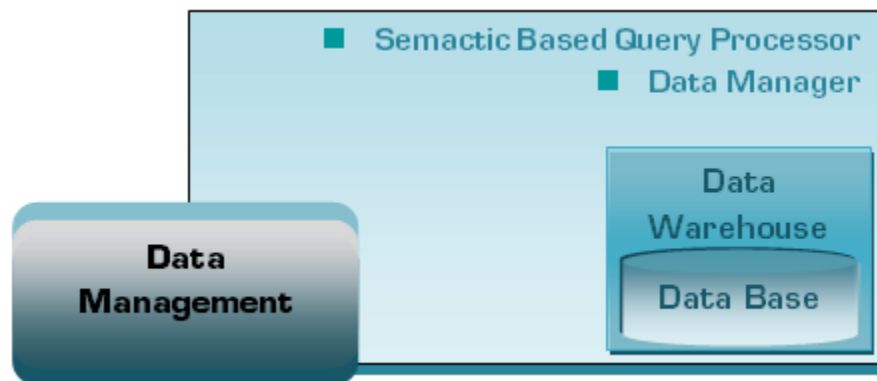 Semactic Based Query Processor
Data Manager
Data
Warehouse
Data Base
Data
Management